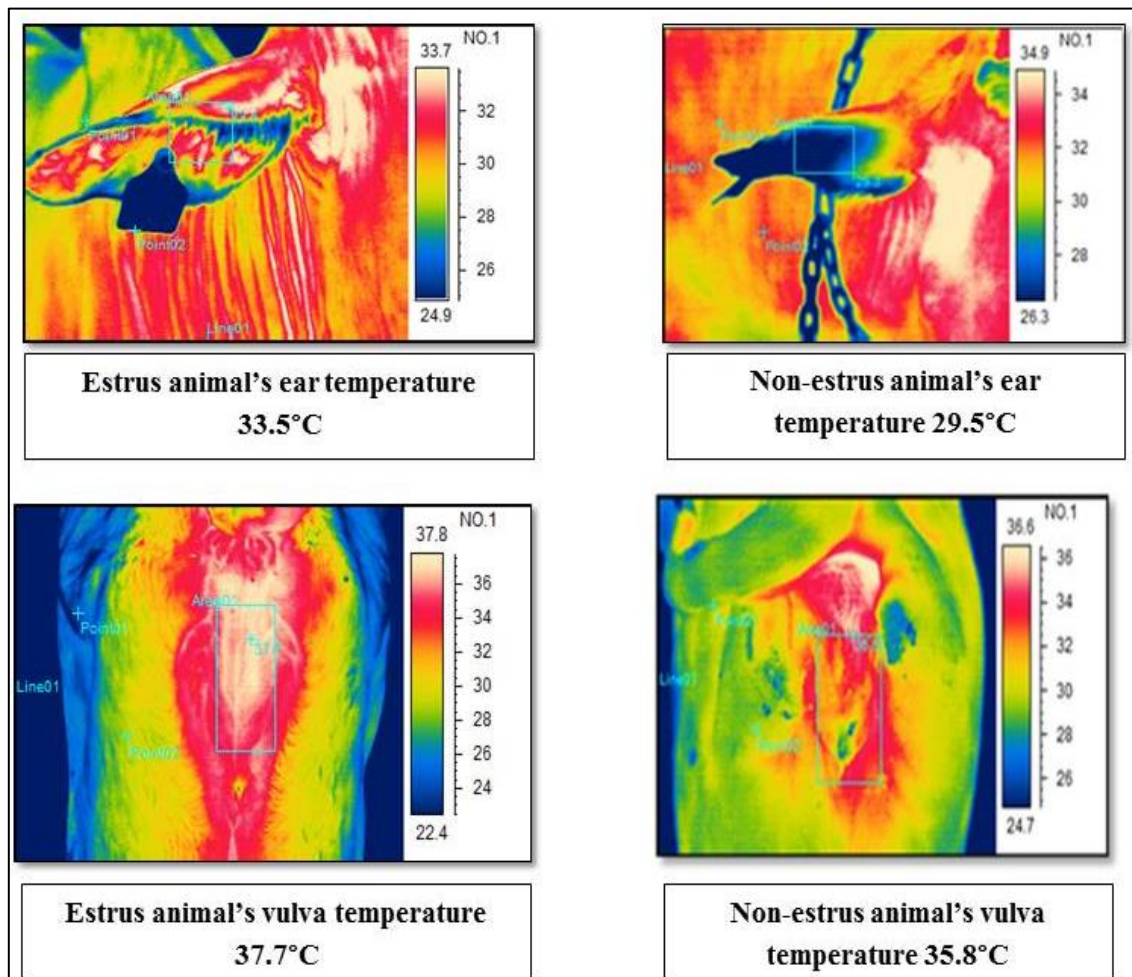 NO.1
33.7
32
30
28
26
24.9
Point01
Point02
Line01
Estrus animal’s ear temperature
33.5°C
NO.1
34.9
34
32
30
28
26.3
Line01
Non-estrus animal’s ear
temperature 29.5°C
NO.1
37.8
36
34
32
30
28
26
24
22.4
Point01
Line01
Point02
Estrus animal’s vulva temperature
37.7°C
NO.1
36.6
36
34
32
30
28
26
24.7
Line01
Non-estrus animal’s vulva
temperature 35.8°C